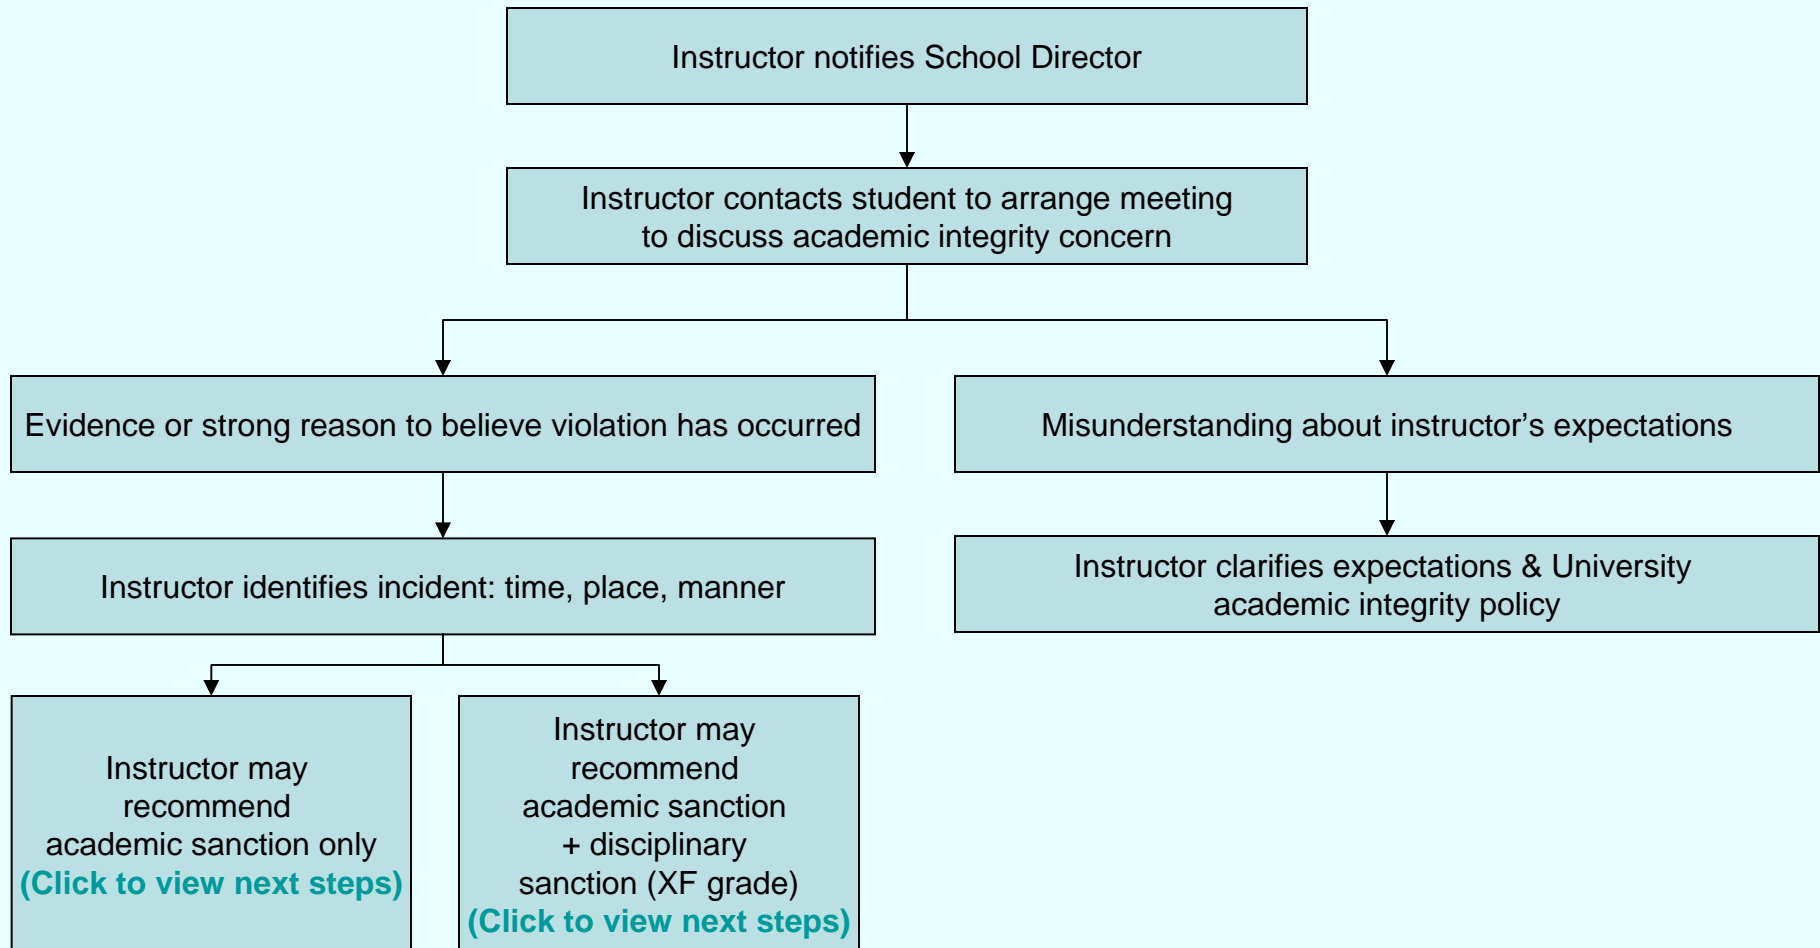 Instructor notifies School Director
Instructor contacts student to arrange meeting
to discuss academic integrity concern
Evidence or strong reason to believe violation has occurred
Misunderstanding about instructor’s expectations
Instructor identifies incident: time, place, manner
Instructor clarifies expectations & University
academic integrity policy
Instructor may
recommend
academic sanction only
(Click to view next steps)
Instructor may
recommend
academic sanction
+ disciplinary
sanction (XF grade)
(Click to view next steps)